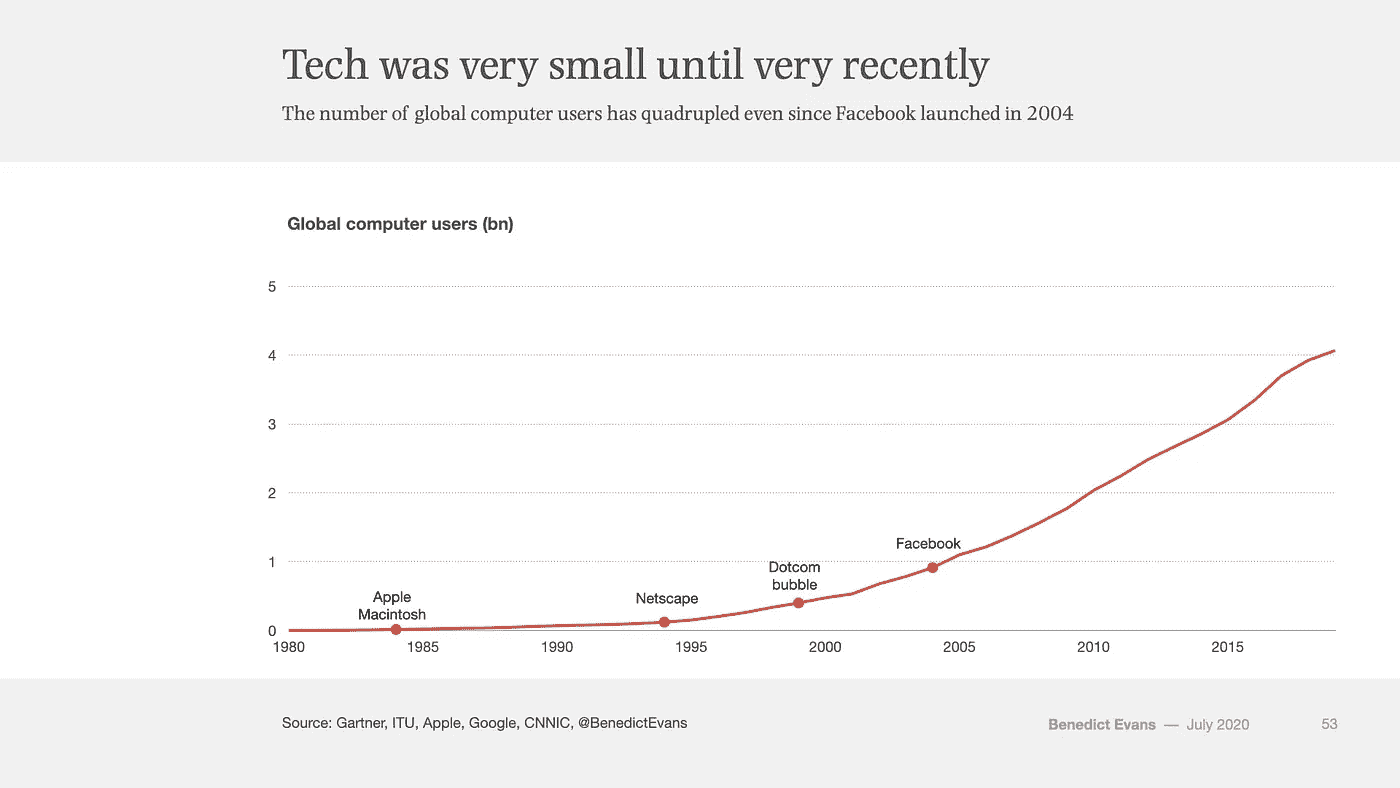 Tech was very small until very recently
The number of global computer users has quadrupled even since Facebook launched in 2004
Global computer users (bn)
5
4
3
2
1
0
Apple
Macintosh
Netscape
Dotcom
bubble
Facebook
1980 1985 1990 1995 2000 2005 2010 2015
Source: Gartner, ITU, Apple, Google, CNNIC, @BenedictEvans
Benedict Evans — July 2020 53